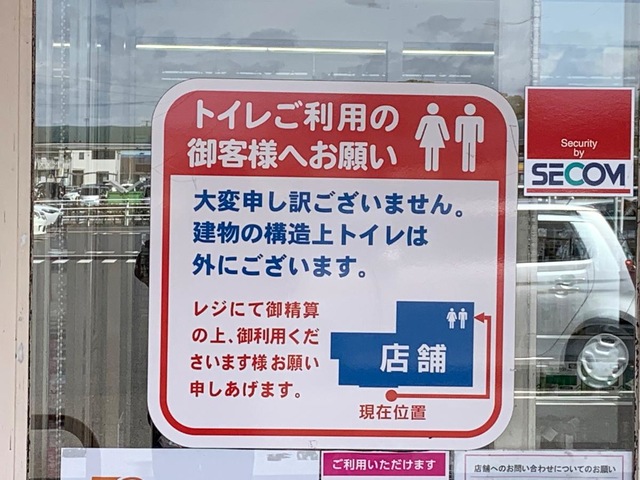 トイレご利用の
御客様へお願い
大変申し訳ございません。
建物の構造上トイレは
外にございます。
レジにて御精算
の上、御利用くだ
さいます様お願い
申しあげます。
店舗
現在位置
Security
by
SECOM
ご利用いただけます
店舗へのお問い合わせについてのお願い